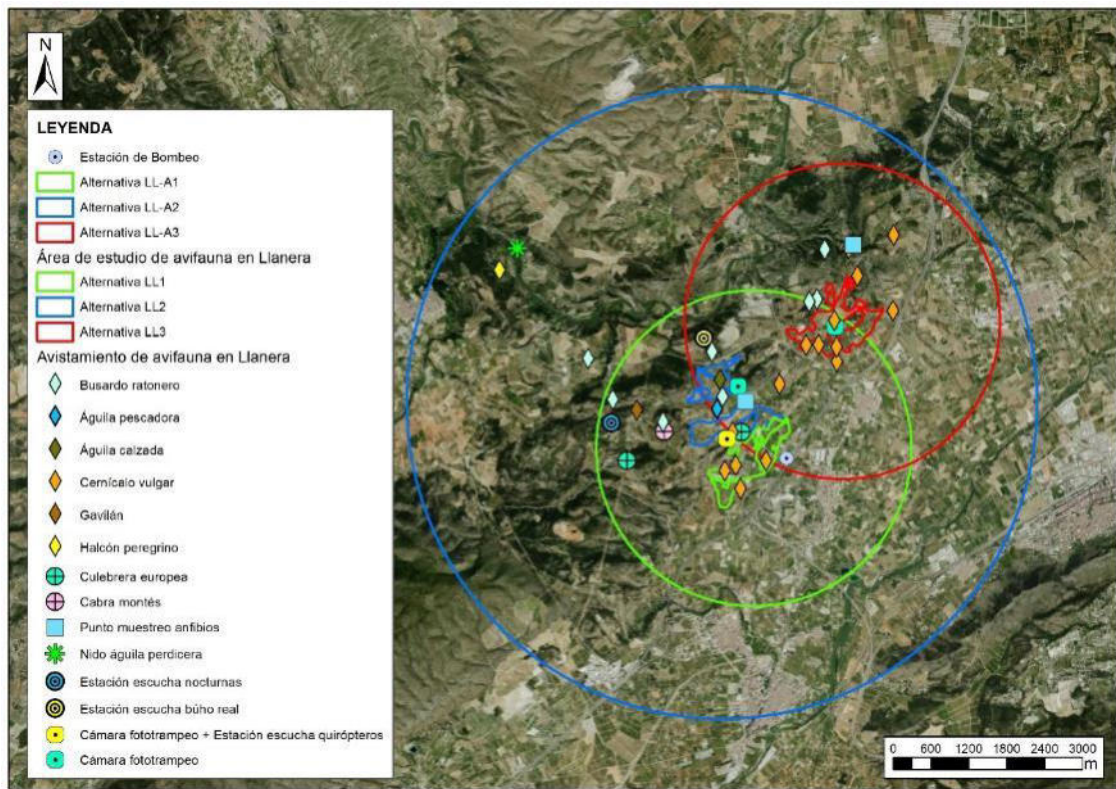 N
LEYENDA
Estación de Bombeo
Alternativa LL-A1
Alternativa LL-A2
Alternativa LL-A3
Área de estudio de avifauna en Llanera
Alternativa LL1
Alternativa LL2
Alternativa LL3
Avistamiento de avifauna en Llanera
Busardo ratonero
Águila pescadora
Águila calzada
Cernícalo vulgar
Gavilán
Halcón peregrino
Culebrera europea
Cabra montés
Punto muestreo anfibios
Nido águila perdicera
Estación escucha nocturnas
Estación escucha búho real
Cámara fototrampeo + Estación escucha quirópteros
Cámara fototrampeo
0 600 1200 1800 2400 3000
m